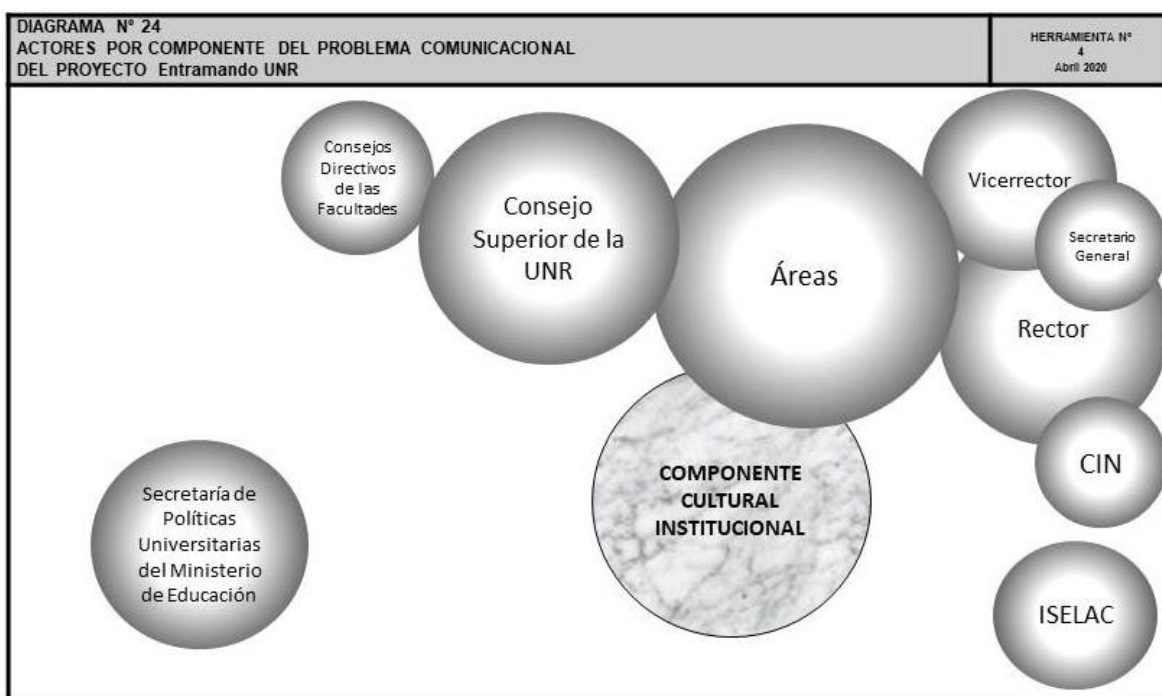 DIAGRAMA N° 24
ACTORES POR COMPONENTE DEL PROBLEMA COMUNICACIONAL
DEL PROYECTO Entramando UNR
HERRAMIENTA N°
4
Abril 2020
Consejos
Directivos
de las
Facultades
Consejo
Superior de la
UNR
Áreas
Vicerrector
Secretario
General
Rector
CIN
ISELAC
COMPONENTE
CULTURAL
INSTITUCIONAL
Secretaría de
Políticas
Universitarias
del Ministerio
de Educación